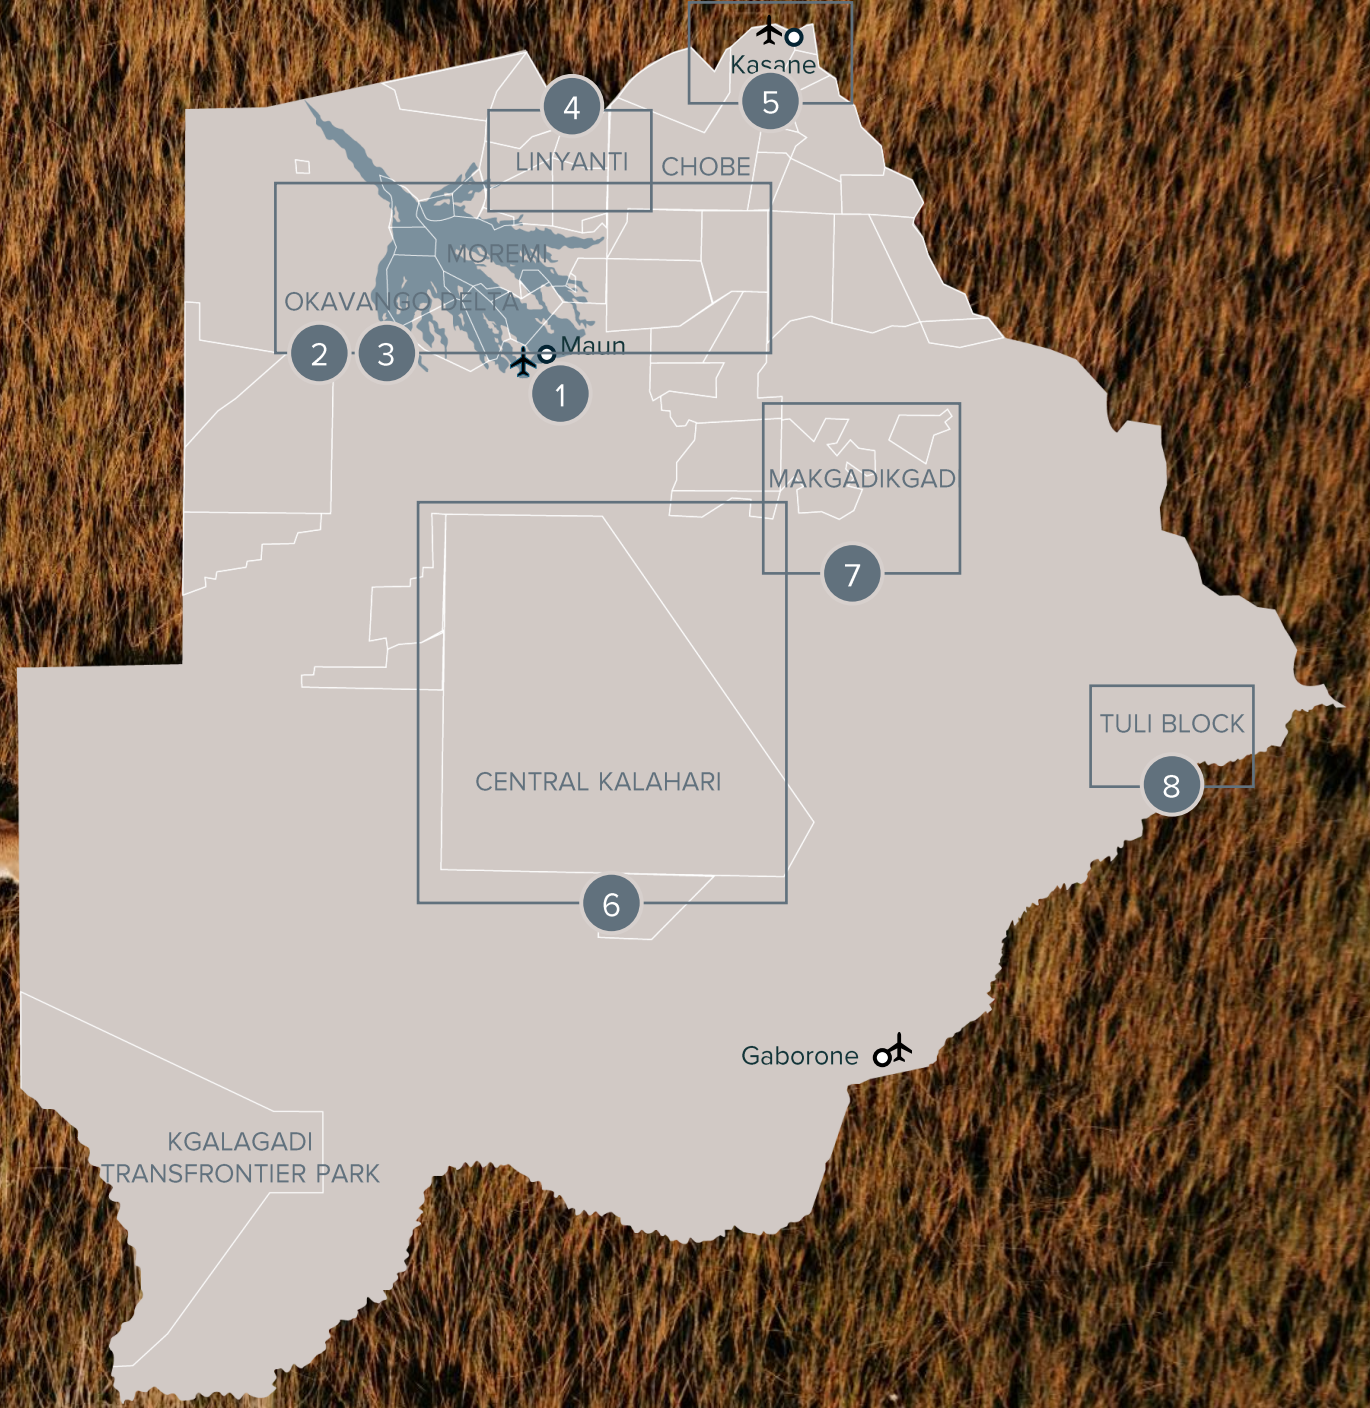 Kasane
5
4
LINYANTI
CHOBE
MOREMI
OKAVANGO DELTA
2
3
Maun
1
MAKGADIKGAD
7
TULI BLOCK
8
CENTRAL KALAHARI
6
Gaborone
KGALAGADI
TRANSFRONTIER PARK